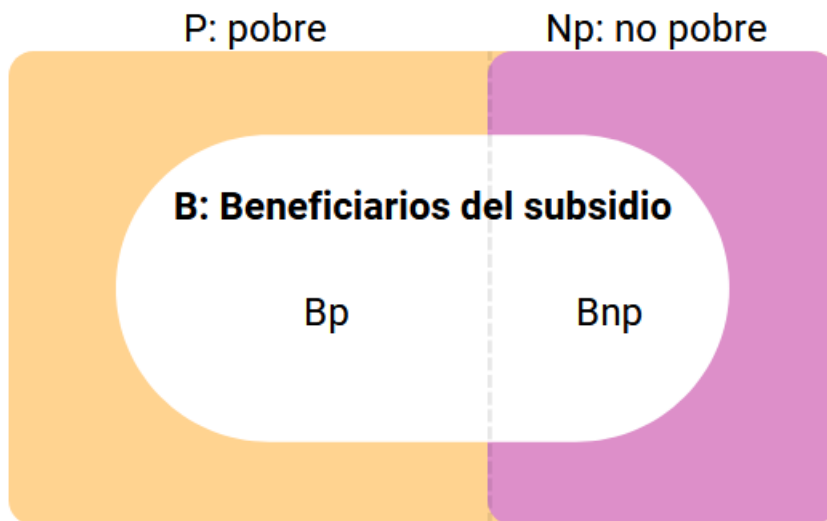 P: pobre
Np: no pobre
B: Beneficiarios del subsidio
Bp
Bnp